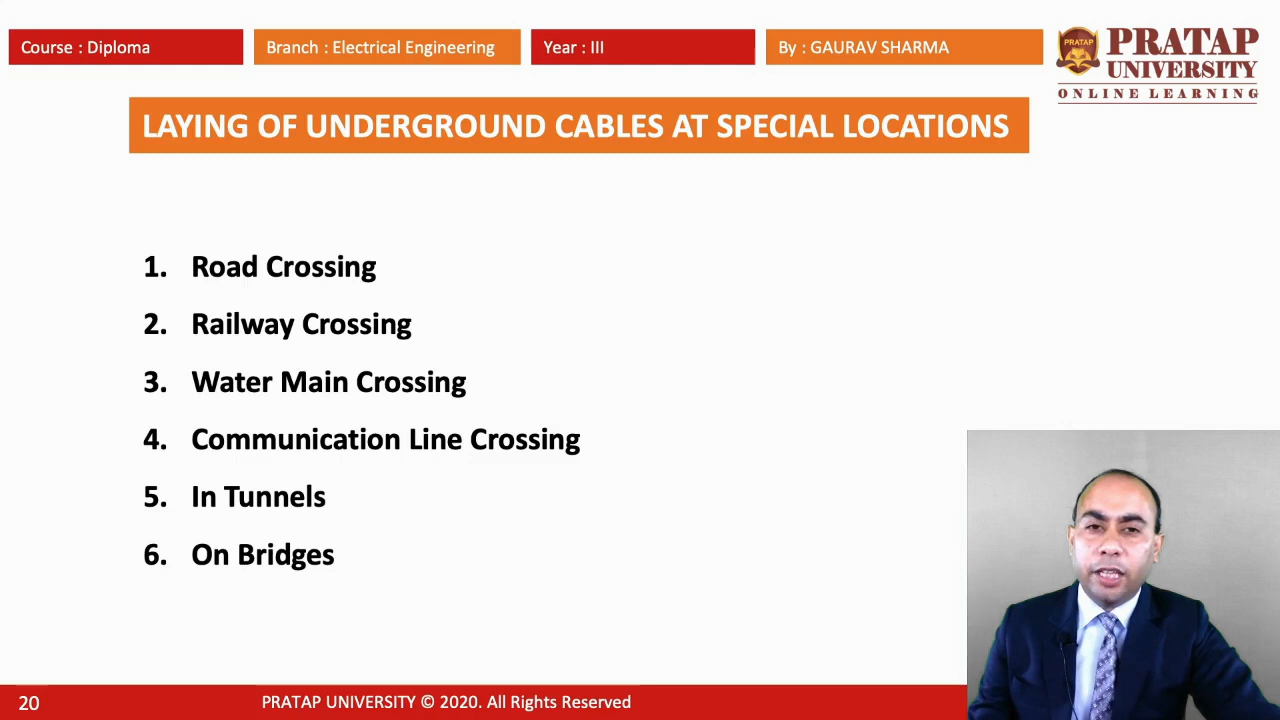 Course : Diploma
Branch : Electrical Engineering
Year : III
By : GAURAV SHARMA
PRATAP
PRATAP
UNIVERSITY
ONLINE LEARNING
LAYING OF UNDERGROUND CABLES AT SPECIAL LOCATIONS
1. Road Crossing
2. Railway Crossing
3. Water Main Crossing
4. Communication Line Crossing
5. In Tunnels
6. On Bridges
20
PRATAP UNIVERSITY © 2020. All Rights Reserved